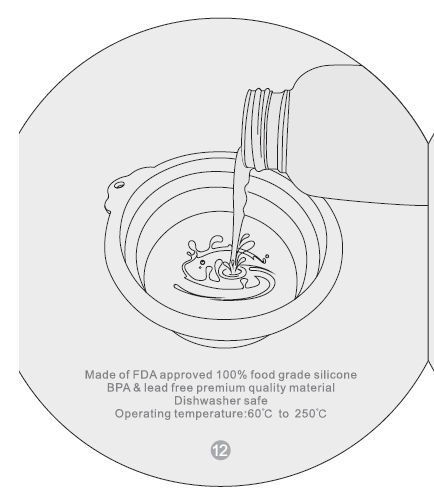 Made of FDA approved 100% food grade silicone
BPA & lead free premium quality material
Dishwasher safe
Operating temperature:60°C to 250°C
12